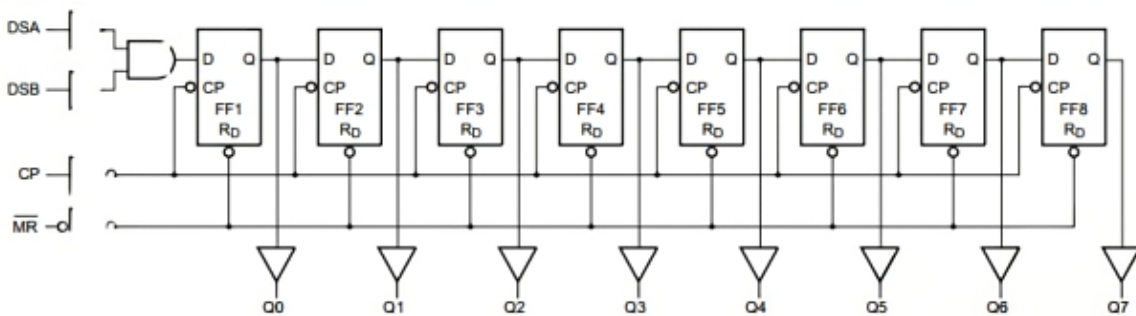 DSA
D Q D Q D Q D Q D Q D Q D Q D Q
DSB
CP CP CP CP CP CP CP CP
FF1 FF2 FF3 FF4 FF5 FF6 FF7 FF8
RD RD RD RD RD RD RD RD
CP
MR
Q0 Q1 Q2 Q3 Q4 Q5 Q6 Q7